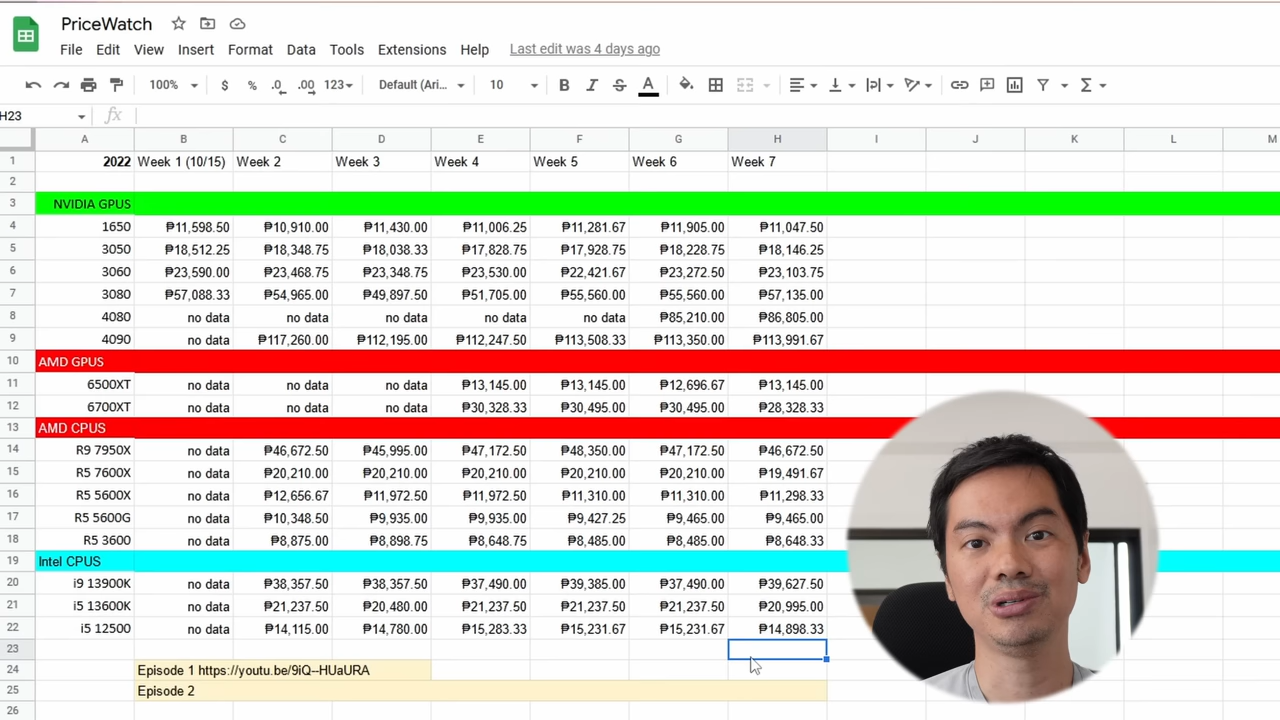 PriceWatch
File Edit View Insert Format Data Tools Extensions Help Last edit was 4 days ago
100% $ % .0 .00 123 Default (Ari... 10 B I S A
H23 fx
A B C D E F G H I J K L M
1 2022 Week 1 (10/15) Week 2 Week 3 Week 4 Week 5 Week 6 Week 7
2
3 NVIDIA GPUS
4 1650 ₱11,598.50 ₱10,910.00 ₱11,430.00 ₱11,006.25 ₱11,281.67 ₱11,905.00 ₱11,047.50
5 3050 ₱18,512.25 ₱18,348.75 ₱18,038.33 ₱17,828.75 ₱17,928.75 ₱18,228.75 ₱18,146.25
6 3060 ₱23,590.00 ₱23,468.75 ₱23,348.75 ₱23,530.00 ₱22,421.67 ₱23,272.50 ₱23,103.75
7 3080 ₱57,088.33 ₱54,965.00 ₱49,897.50 ₱51,705.00 ₱55,560.00 ₱55,560.00 ₱57,135.00
8 4080 no data no data no data no data no data ₱85,210.00 ₱86,805.00
9 4090 no data ₱117,260.00 ₱112,195.00 ₱112,247.50 ₱113,508.33 ₱113,350.00 ₱113,991.67
10 AMD GPUS
11 6500XT no data no data no data ₱13,145.00 ₱13,145.00 ₱12,696.67 ₱13,145.00
12 6700XT no data no data no data ₱30,328.33 ₱30,495.00 ₱30,495.00 ₱28,328.33
13 AMD CPUS
14 R9 7950X no data ₱46,672.50 ₱45,995.00 ₱47,172.50 ₱48,350.00 ₱47,172.50 ₱46,672.50
15 R5 7600X no data ₱20,210.00 ₱20,210.00 ₱20,210.00 ₱20,210.00 ₱20,210.00 ₱19,491.67
16 R5 5600X no data ₱12,656.67 ₱11,972.50 ₱11,972.50 ₱11,310.00 ₱11,310.00 ₱11,298.33
17 R5 5600G no data ₱10,348.50 ₱9,935.00 ₱9,935.00 ₱9,427.25 ₱9,465.00 ₱9,465.00
18 R5 3600 no data ₱8,875.00 ₱8,898.75 ₱8,648.75 ₱8,485.00 ₱8,485.00 ₱8,648.33
19 Intel CPUS
20 i9 13900K no data ₱38,357.50 ₱38,357.50 ₱37,490.00 ₱39,385.00 ₱37,490.00 ₱39,627.50
21 i5 13600K no data ₱21,237.50 ₱20,480.00 ₱21,237.50 ₱21,237.50 ₱21,237.50 ₱20,995.00
22 i5 12500 no data ₱14,115.00 ₱14,780.00 ₱15,283.33 ₱15,231.67 ₱15,231.67 ₱14,898.33
23
24 Episode 1 https://youtu.be/9iQ--HUaURA
25 Episode 2
26